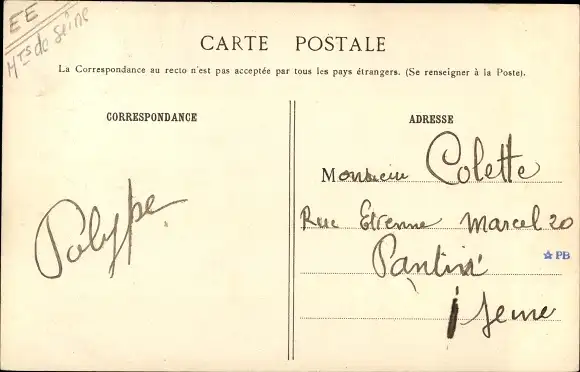 EE
Hts de Seine
CARTE POSTALE
La Correspondance au recto n'est pas acceptée par tous les pays étrangers. (Se renseigner à la Poste).
CORRESPONDANCE
Polype
ADRESSE
Monsieur Colette
Rue Etienne Marcel 20
Pantin
Seine
PB